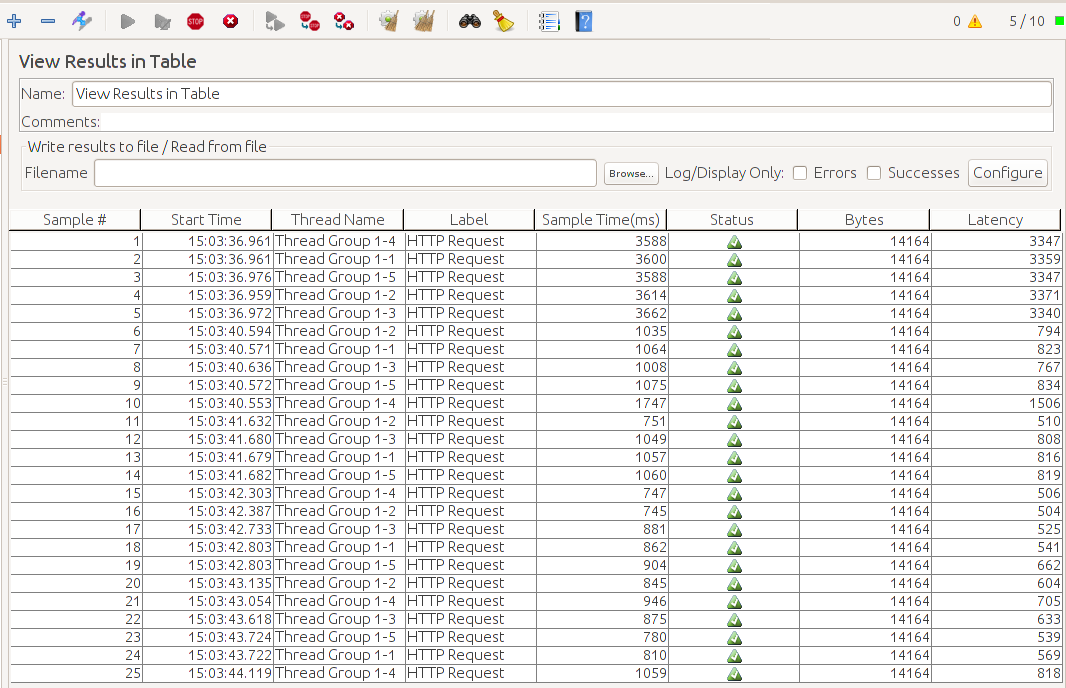 STOP STOP STOP 0 5 / 10
View Results in Table
Name: View Results in Table
Comments:
Write results to file / Read from file
Filename Browse... Log/Display Only: Errors Successes Configure
Sample # Start Time Thread Name Label Sample Time(ms) Status Bytes Latency
1 15:03:36.961 Thread Group 1-4 HTTP Request 3588 14164 3347
2 15:03:36.961 Thread Group 1-1 HTTP Request 3600 14164 3359
3 15:03:36.976 Thread Group 1-5 HTTP Request 3588 14164 3347
4 15:03:36.959 Thread Group 1-2 HTTP Request 3614 14164 3371
5 15:03:36.972 Thread Group 1-3 HTTP Request 3662 14164 3340
6 15:03:40.594 Thread Group 1-2 HTTP Request 1035 14164 794
7 15:03:40.571 Thread Group 1-1 HTTP Request 1064 14164 823
8 15:03:40.636 Thread Group 1-3 HTTP Request 1008 14164 767
9 15:03:40.572 Thread Group 1-5 HTTP Request 1075 14164 834
10 15:03:40.553 Thread Group 1-4 HTTP Request 1747 14164 1506
11 15:03:41.632 Thread Group 1-2 HTTP Request 751 14164 510
12 15:03:41.680 Thread Group 1-3 HTTP Request 1049 14164 808
13 15:03:41.679 Thread Group 1-1 HTTP Request 1057 14164 816
14 15:03:41.682 Thread Group 1-5 HTTP Request 1060 14164 819
15 15:03:42.303 Thread Group 1-4 HTTP Request 747 14164 506
16 15:03:42.387 Thread Group 1-2 HTTP Request 745 14164 504
17 15:03:42.733 Thread Group 1-3 HTTP Request 881 14164 525
18 15:03:42.803 Thread Group 1-1 HTTP Request 862 14164 541
19 15:03:42.803 Thread Group 1-5 HTTP Request 904 14164 662
20 15:03:43.135 Thread Group 1-2 HTTP Request 845 14164 604
21 15:03:43.054 Thread Group 1-4 HTTP Request 946 14164 705
22 15:03:43.618 Thread Group 1-3 HTTP Request 875 14164 633
23 15:03:43.724 Thread Group 1-5 HTTP Request 780 14164 539
24 15:03:43.722 Thread Group 1-1 HTTP Request 810 14164 569
25 15:03:44.119 Thread Group 1-4 HTTP Request 1059 14164 818